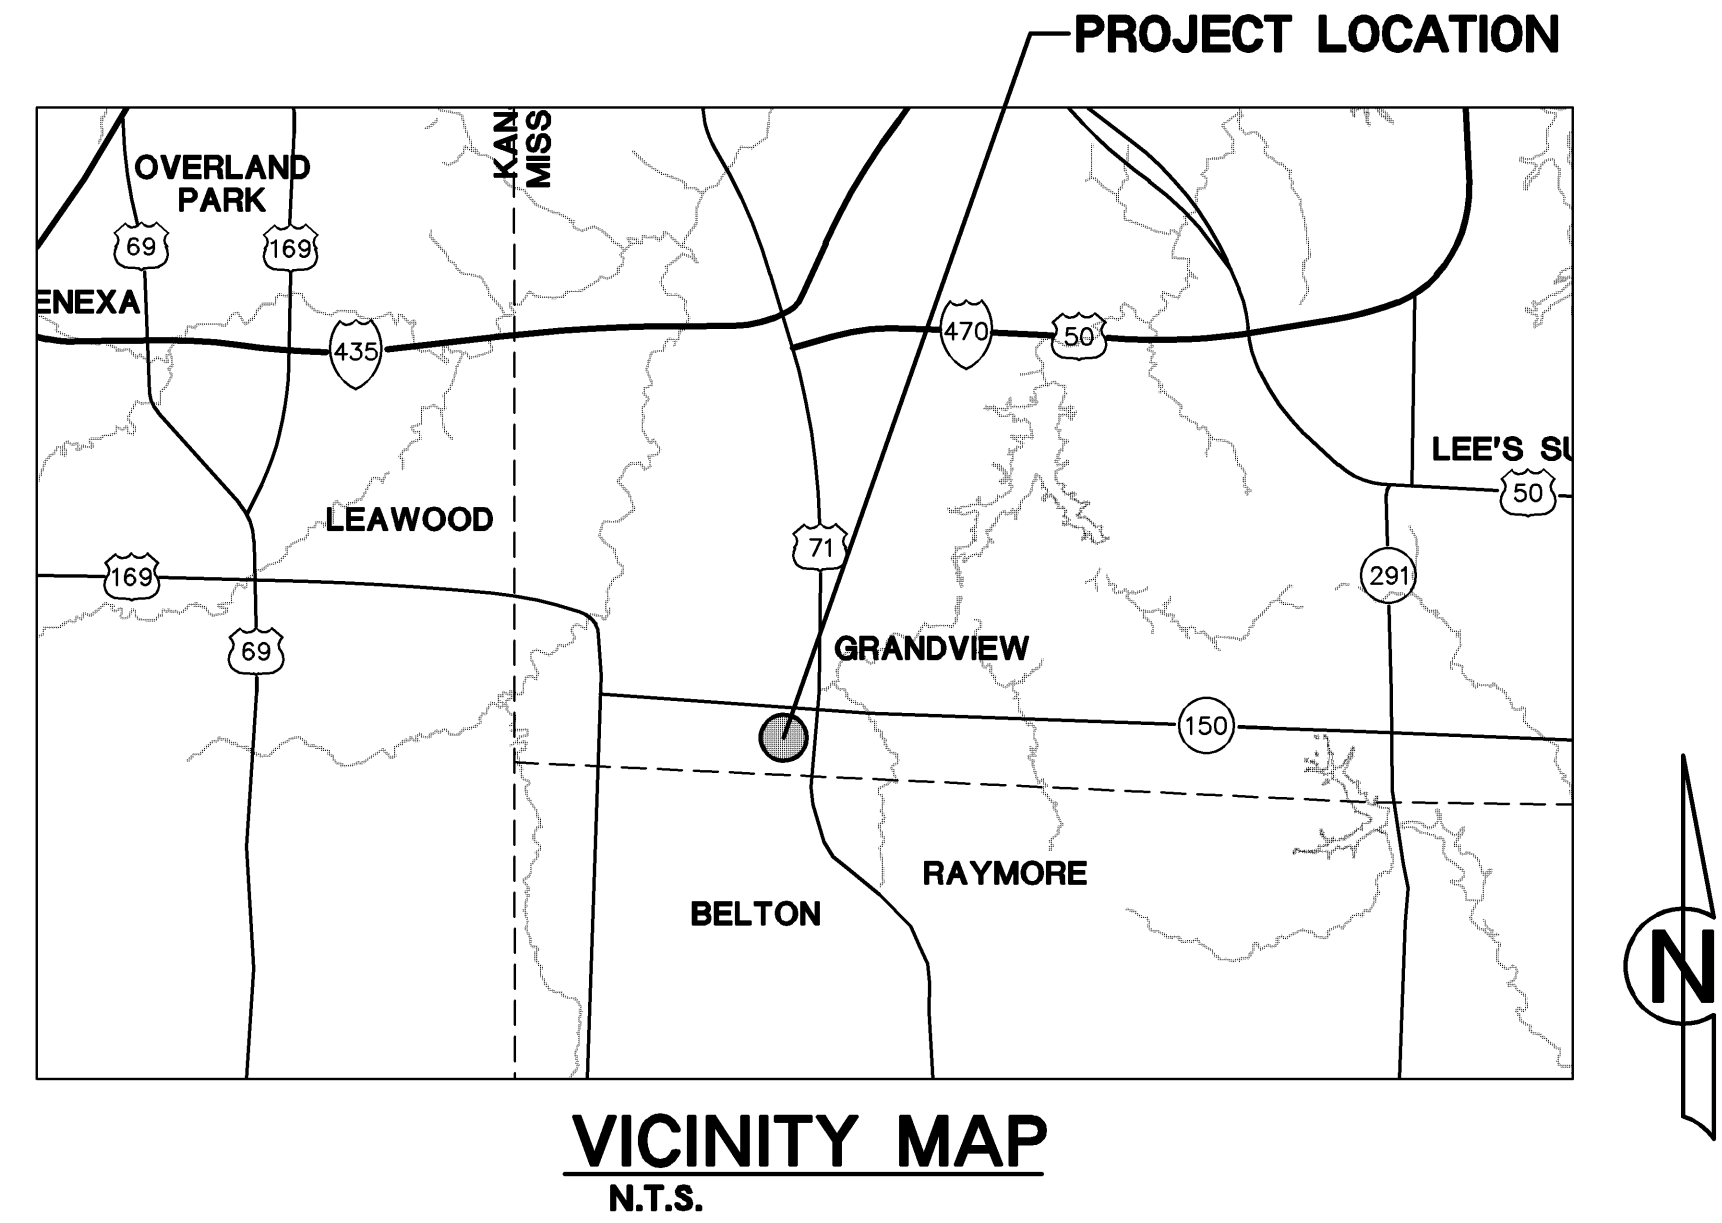 PROJECT LOCATION
KAN
MISS
OVERLAND
PARK
69
169
ENEXA
435
470
50
LEE'S SU
50
LEAWOOD
71
169
291
69
GRANDVIEW
150
RAYMORE
BELTON
N
VICINITY MAP
N.T.S.